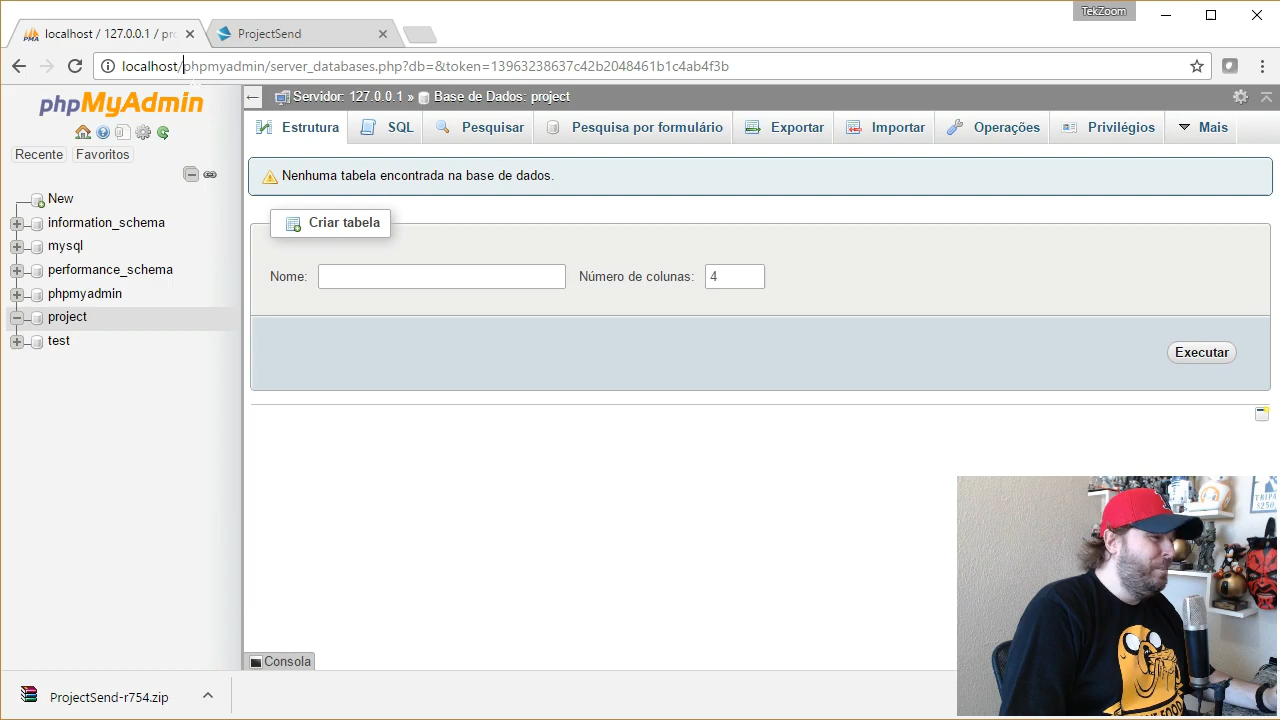 TekZoom
localhost / 127.0.0.1 / pro
ProjectSend
localhost/phpmyadmin/server_databases.php?db=&token=13963238637c42b2048461b1c4ab4f3b
phpMyAdmin
Recente Favoritos
New
information_schema
mysql
performance_schema
phpmyadmin
project
test
Servidor: 127.0.0.1 » Base de Dados: project
Estrutura SQL Pesquisar Pesquisa por formulário Exportar Importar Operações Privilégios Mais
Nenhuma tabela encontrada na base de dados.
Criar tabela
Nome: Número de colunas: 4
Executar
Consola
ProjectSend-r754.zip
$250